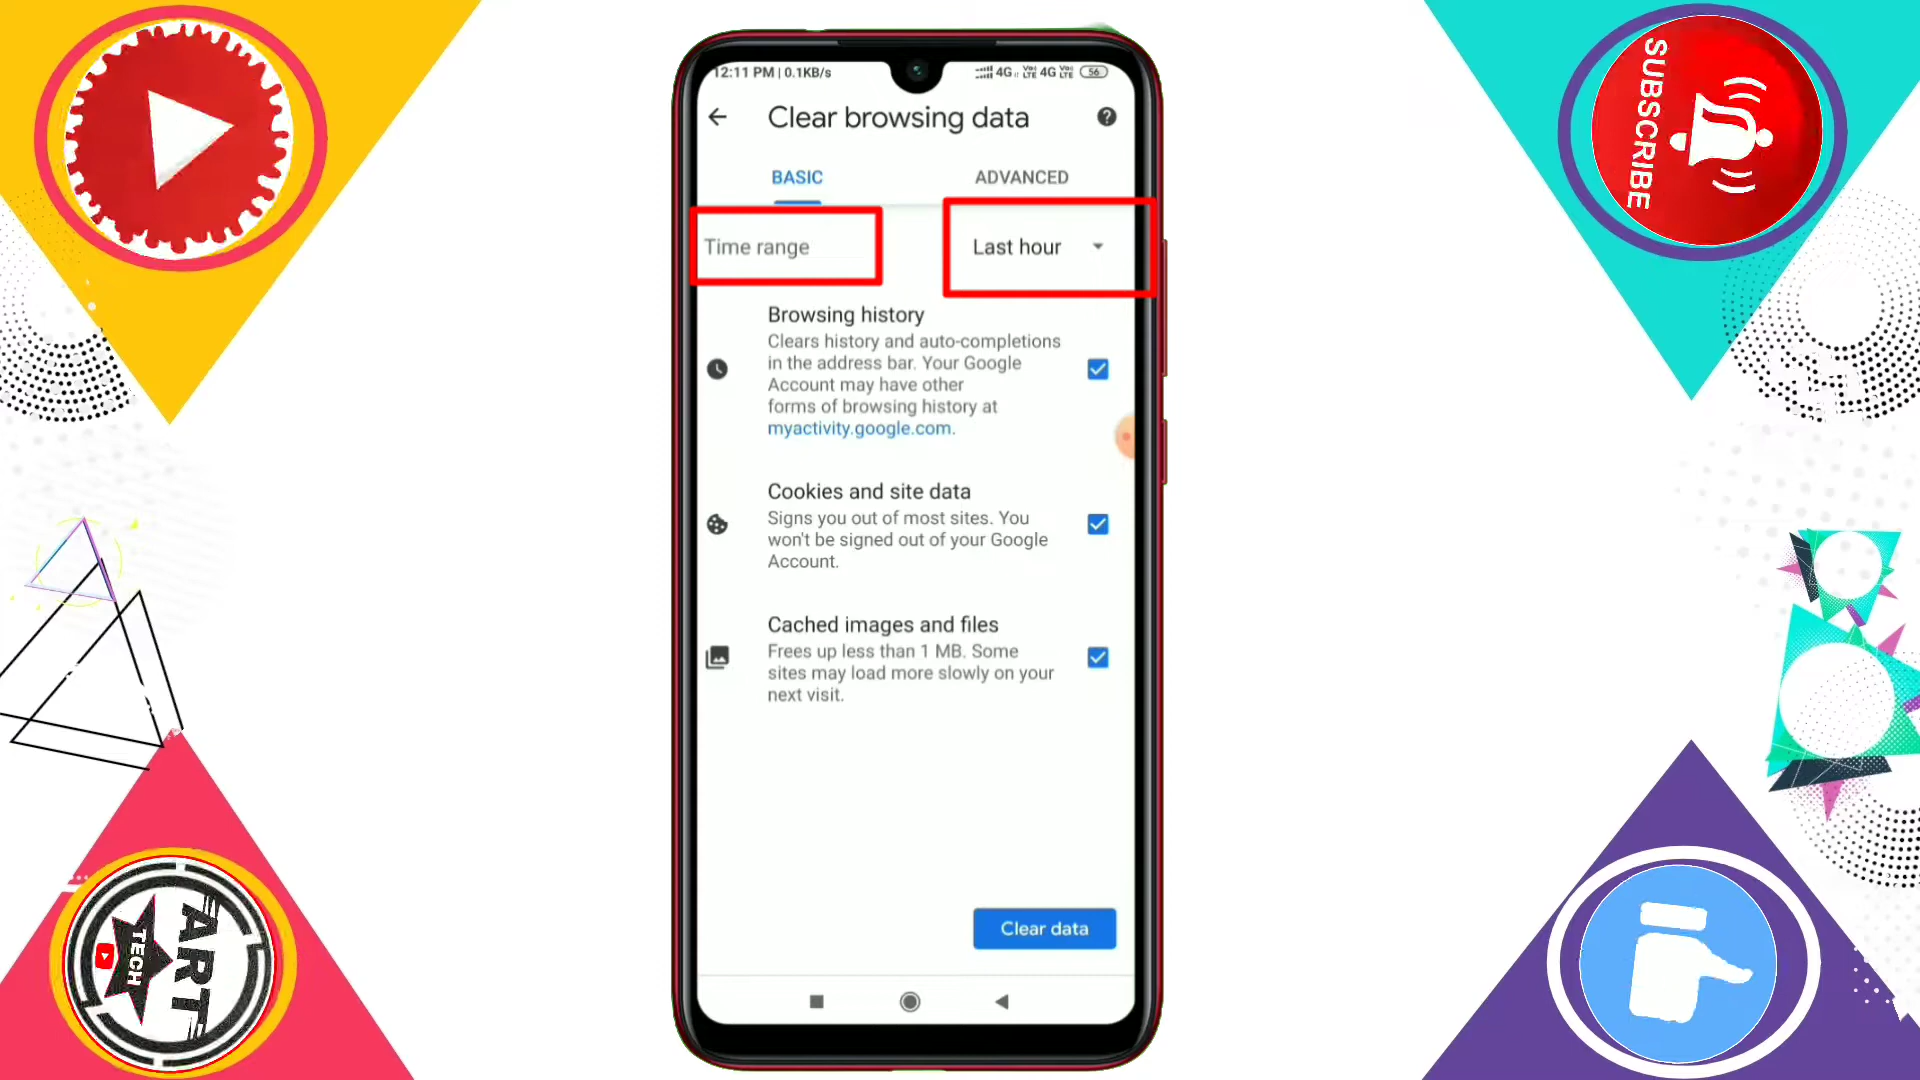 12:11 PM | 0.1KB/s
4G Vo) LTE 4G Vo) LTE 56
Clear browsing data
BASIC
ADVANCED
Time range
Last hour
Browsing history
Clears history and auto-completions
in the address bar. Your Google
Account may have other
forms of browsing history at
myactivity.google.com.
Cookies and site data
Signs you out of most sites. You
won't be signed out of your Google
Account.
Cached images and files
Frees up less than 1 MB. Some
sites may load more slowly on your
next visit.
Clear data
SUBSCRIBE
ART
TECH